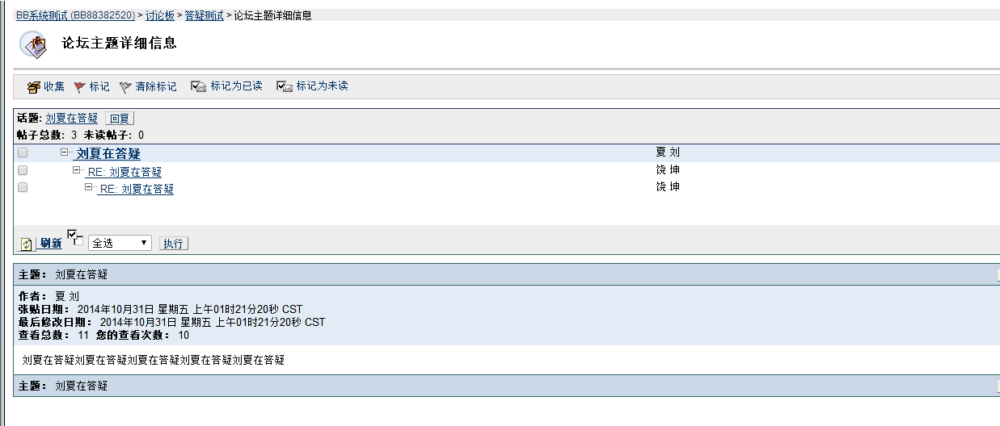 BB系统测试 (BB88382520) > 讨论板 > 答疑测试 > 论坛主题详细信息
论坛主题详细信息
收集 标记 清除标记 标记为已读 标记为未读
话题: 刘夏在答疑 回复
帖子总数: 3 未读帖子: 0
刘夏在答疑 夏 刘
RE: 刘夏在答疑 饶 坤
RE: 刘夏在答疑 饶 坤
刷新 全选 执行
主题: 刘夏在答疑
作者: 夏 刘
张贴日期: 2014年10月31日 星期五 上午01时21分20秒 CST
最后修改日期: 2014年10月31日 星期五 上午01时21分20秒 CST
查看总数: 11 您的查看次数: 10
刘夏在答疑刘夏在答疑刘夏在答疑刘夏在答疑刘夏在答疑
主题: 刘夏在答疑